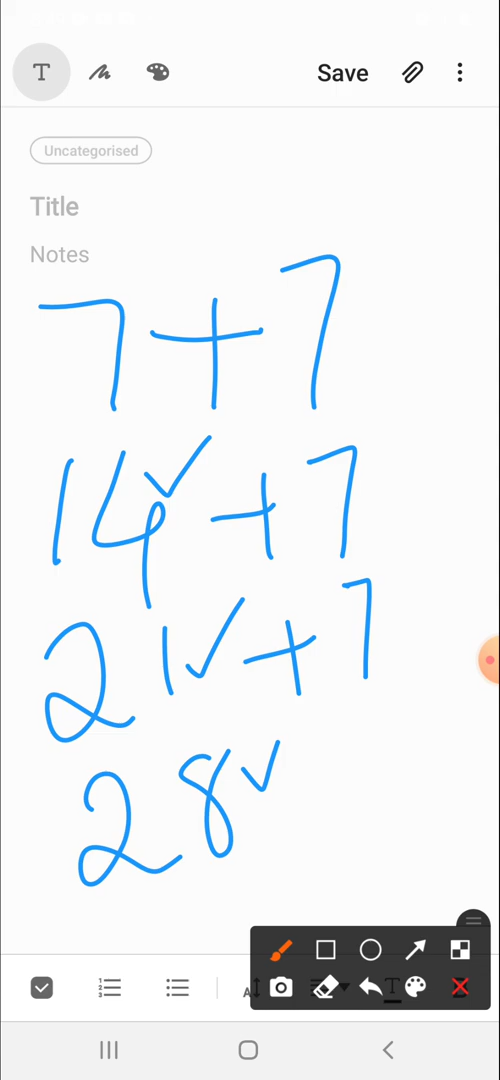 Save
Uncategorised
Title
Notes
7+7
14✓+7
21✓+7
28✓